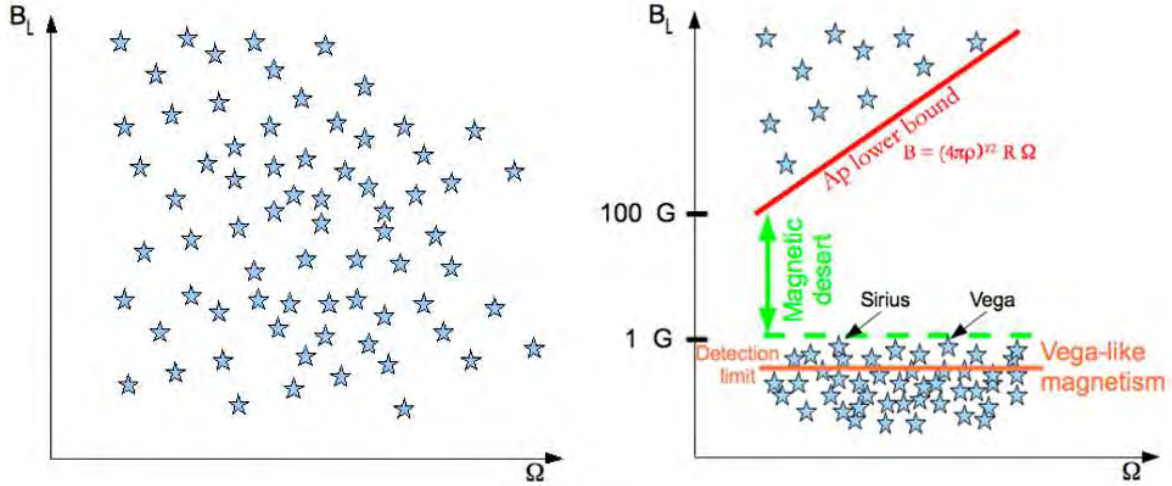 B_L
Ω
B_L
Ap lower bound
B = (4πρ)^1/2 R Ω
100 G
Magnetic
desert
Sirius
Vega
1 G
Detection
limit
Vega-like
magnetism
Ω